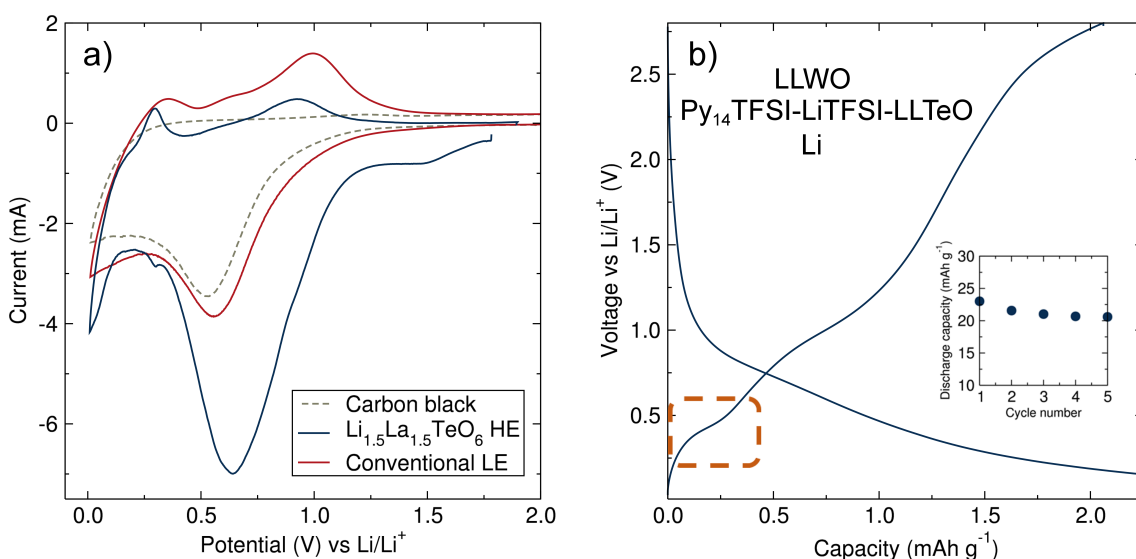 a)
2
0
-2
-4
-6
Current (mA)
0.0 0.5 1.0 1.5 2.0
Potential (V) vs Li/Li⁺
Carbon black
Li₁.₅La₁.₅TeO₆ HE
Conventional LE
b)
LLWO
Py₁₄TFSI-LiTFSI-LLTeO
Li
2.5
2.0
1.5
1.0
0.5
Voltage vs Li/Li⁺ (V)
0.0 0.5 1.0 1.5 2.0
Capacity (mAh g⁻¹)
30
25
20
15
10
Discharge capacity (mAh g⁻¹)
1 2 3 4 5
Cycle number